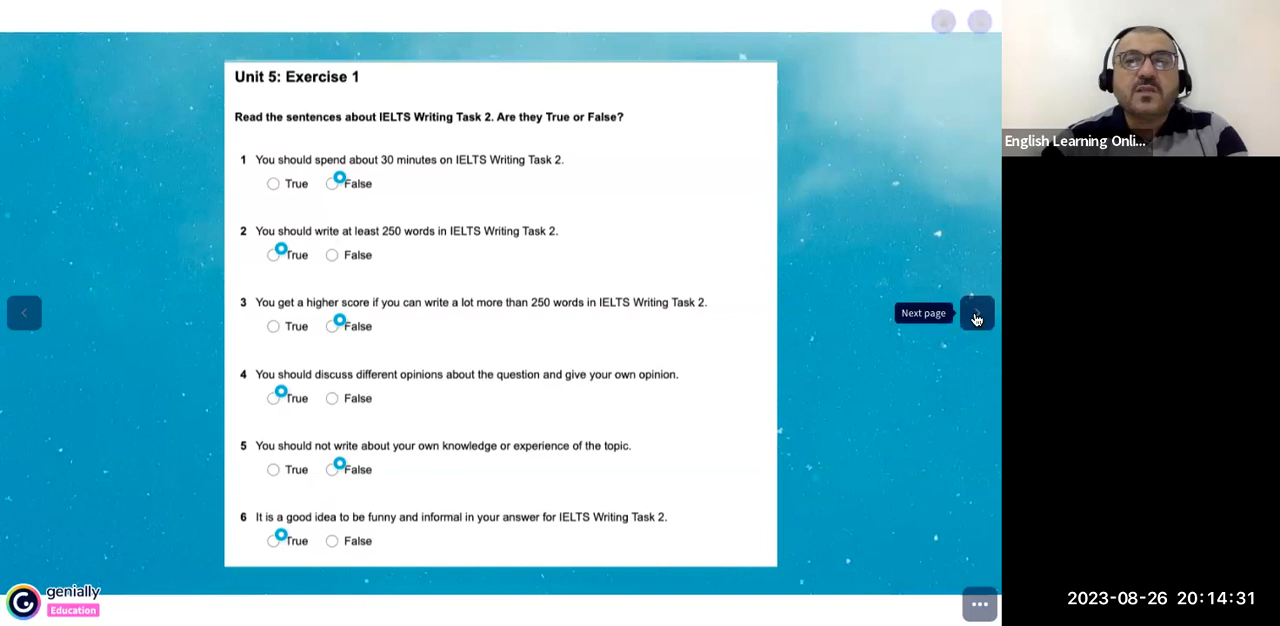 Unit 5: Exercise 1
Read the sentences about IELTS Writing Task 2. Are they True or False?
1 You should spend about 30 minutes on IELTS Writing Task 2.
True False
2 You should write at least 250 words in IELTS Writing Task 2.
True False
3 You get a higher score if you can write a lot more than 250 words in IELTS Writing Task 2.
True False
4 You should discuss different opinions about the question and give your own opinion.
True False
5 You should not write about your own knowledge or experience of the topic.
True False
6 It is a good idea to be funny and informal in your answer for IELTS Writing Task 2.
True False
Next page
English Learning Onli...
genially
Education
2023-08-26 20:14:31